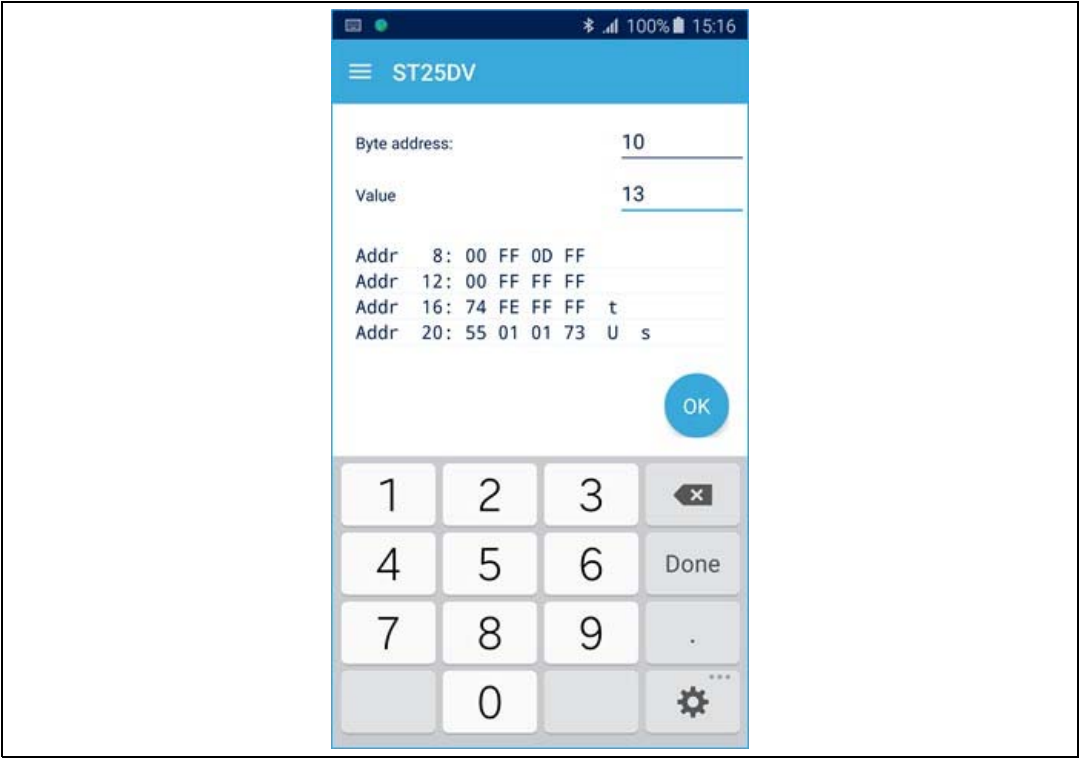 100% 15:16
ST25DV
Byte address: 10
Value 13
Addr 8: 00 FF 0D FF
Addr 12: 00 FF FF FF
Addr 16: 74 FE FF FF t
Addr 20: 55 01 01 73 U s
OK
1 2 3
4 5 6 Done
7 8 9 .
0